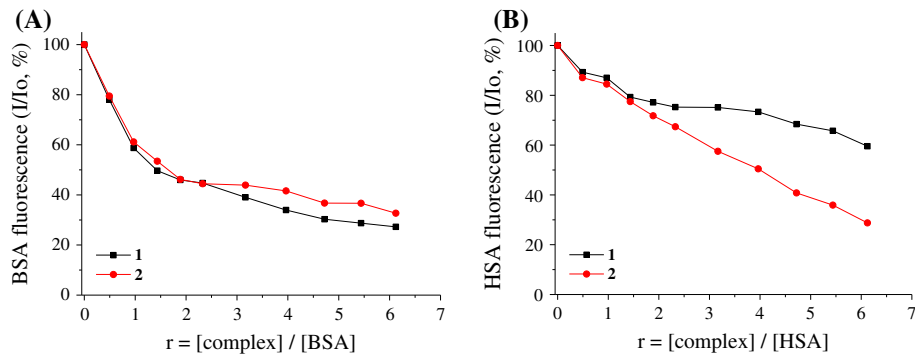 (A)
BSA fluorescence (I/Io, %)
100
80
60
40
20
0
1
2
0 1 2 3 4 5 6 7
r = [complex] / [BSA]
(B)
HSA fluorescence (I/Io, %)
100
80
60
40
20
0
1
2
0 1 2 3 4 5 6 7
r = [complex] / [HSA]